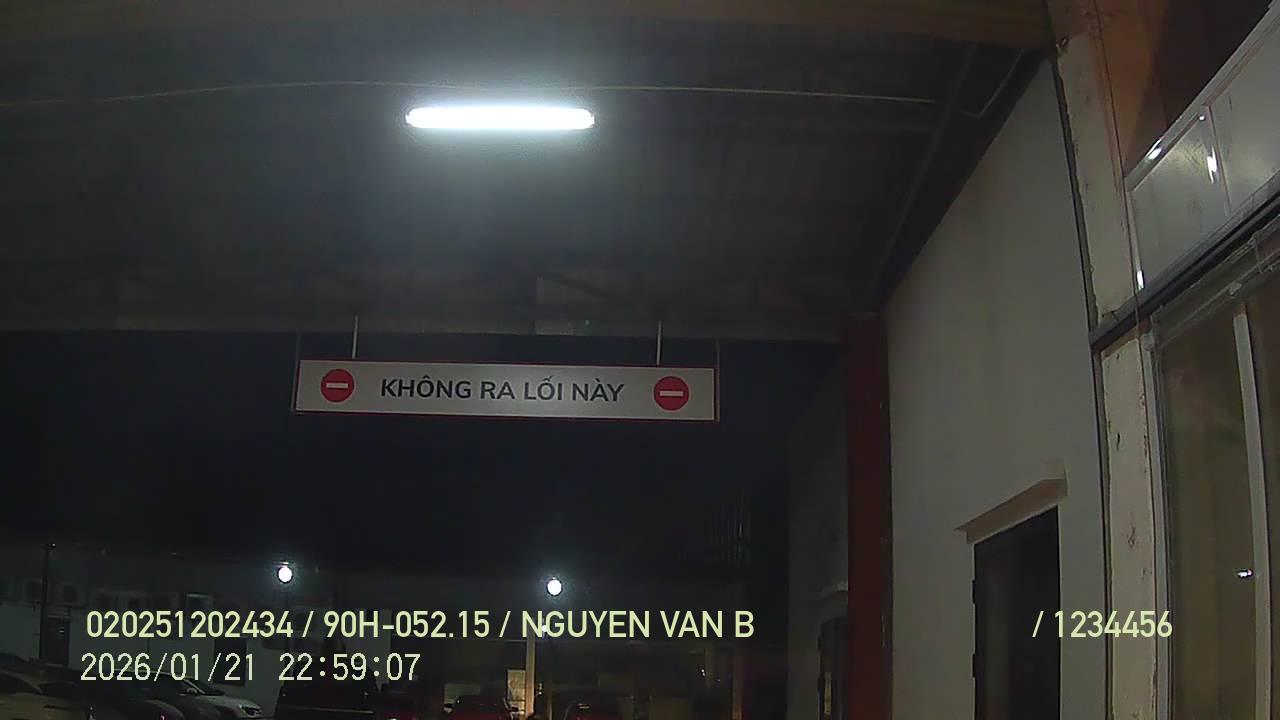 KHÔNG RA LỐI NÀY
020251202434 / 90H-052.15 / NGUYEN VAN B / 1234456
2026/01/21 22:59:07